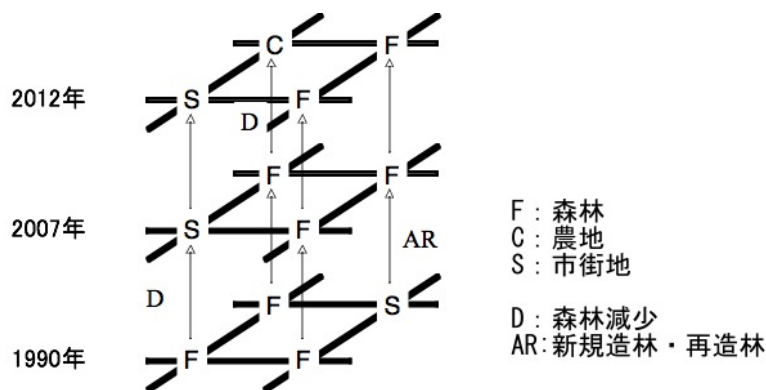 C F
2012年 S F
D
F F
2007年 S F
AR
D
F S
1990年 F F
F：森林
C：農地
S：市街地
D：森林減少
AR：新規造林・再造林